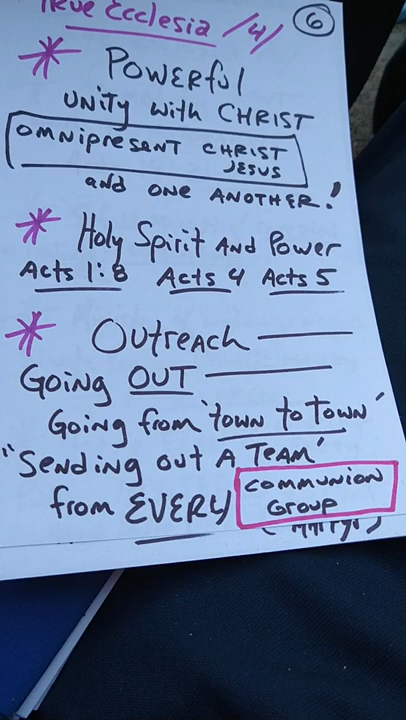 True Ecclesia /4/ 6
* Powerful
UNITY with CHRIST
OMNIPRESANT CHRIST
JESUS
and ONE ANOTHER!
* Holy Spirit AND Power
Acts 1:8 Acts 4 Acts 5
* Outreach
Going OUT
Going from 'town to Town'
"Sending out A TEAM'
from EVERY COMMUNION
GROUP